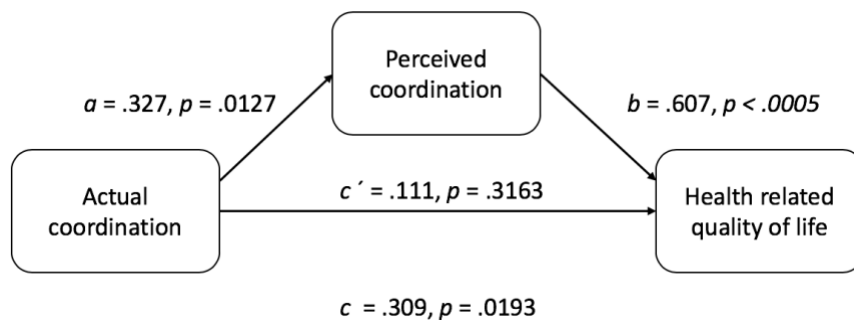 Perceived
coordination
a = .327, p = .0127
b = .607, p < .0005
Actual
coordination
c ´ = .111, p = .3163
Health related
quality of life
c = .309, p = .0193